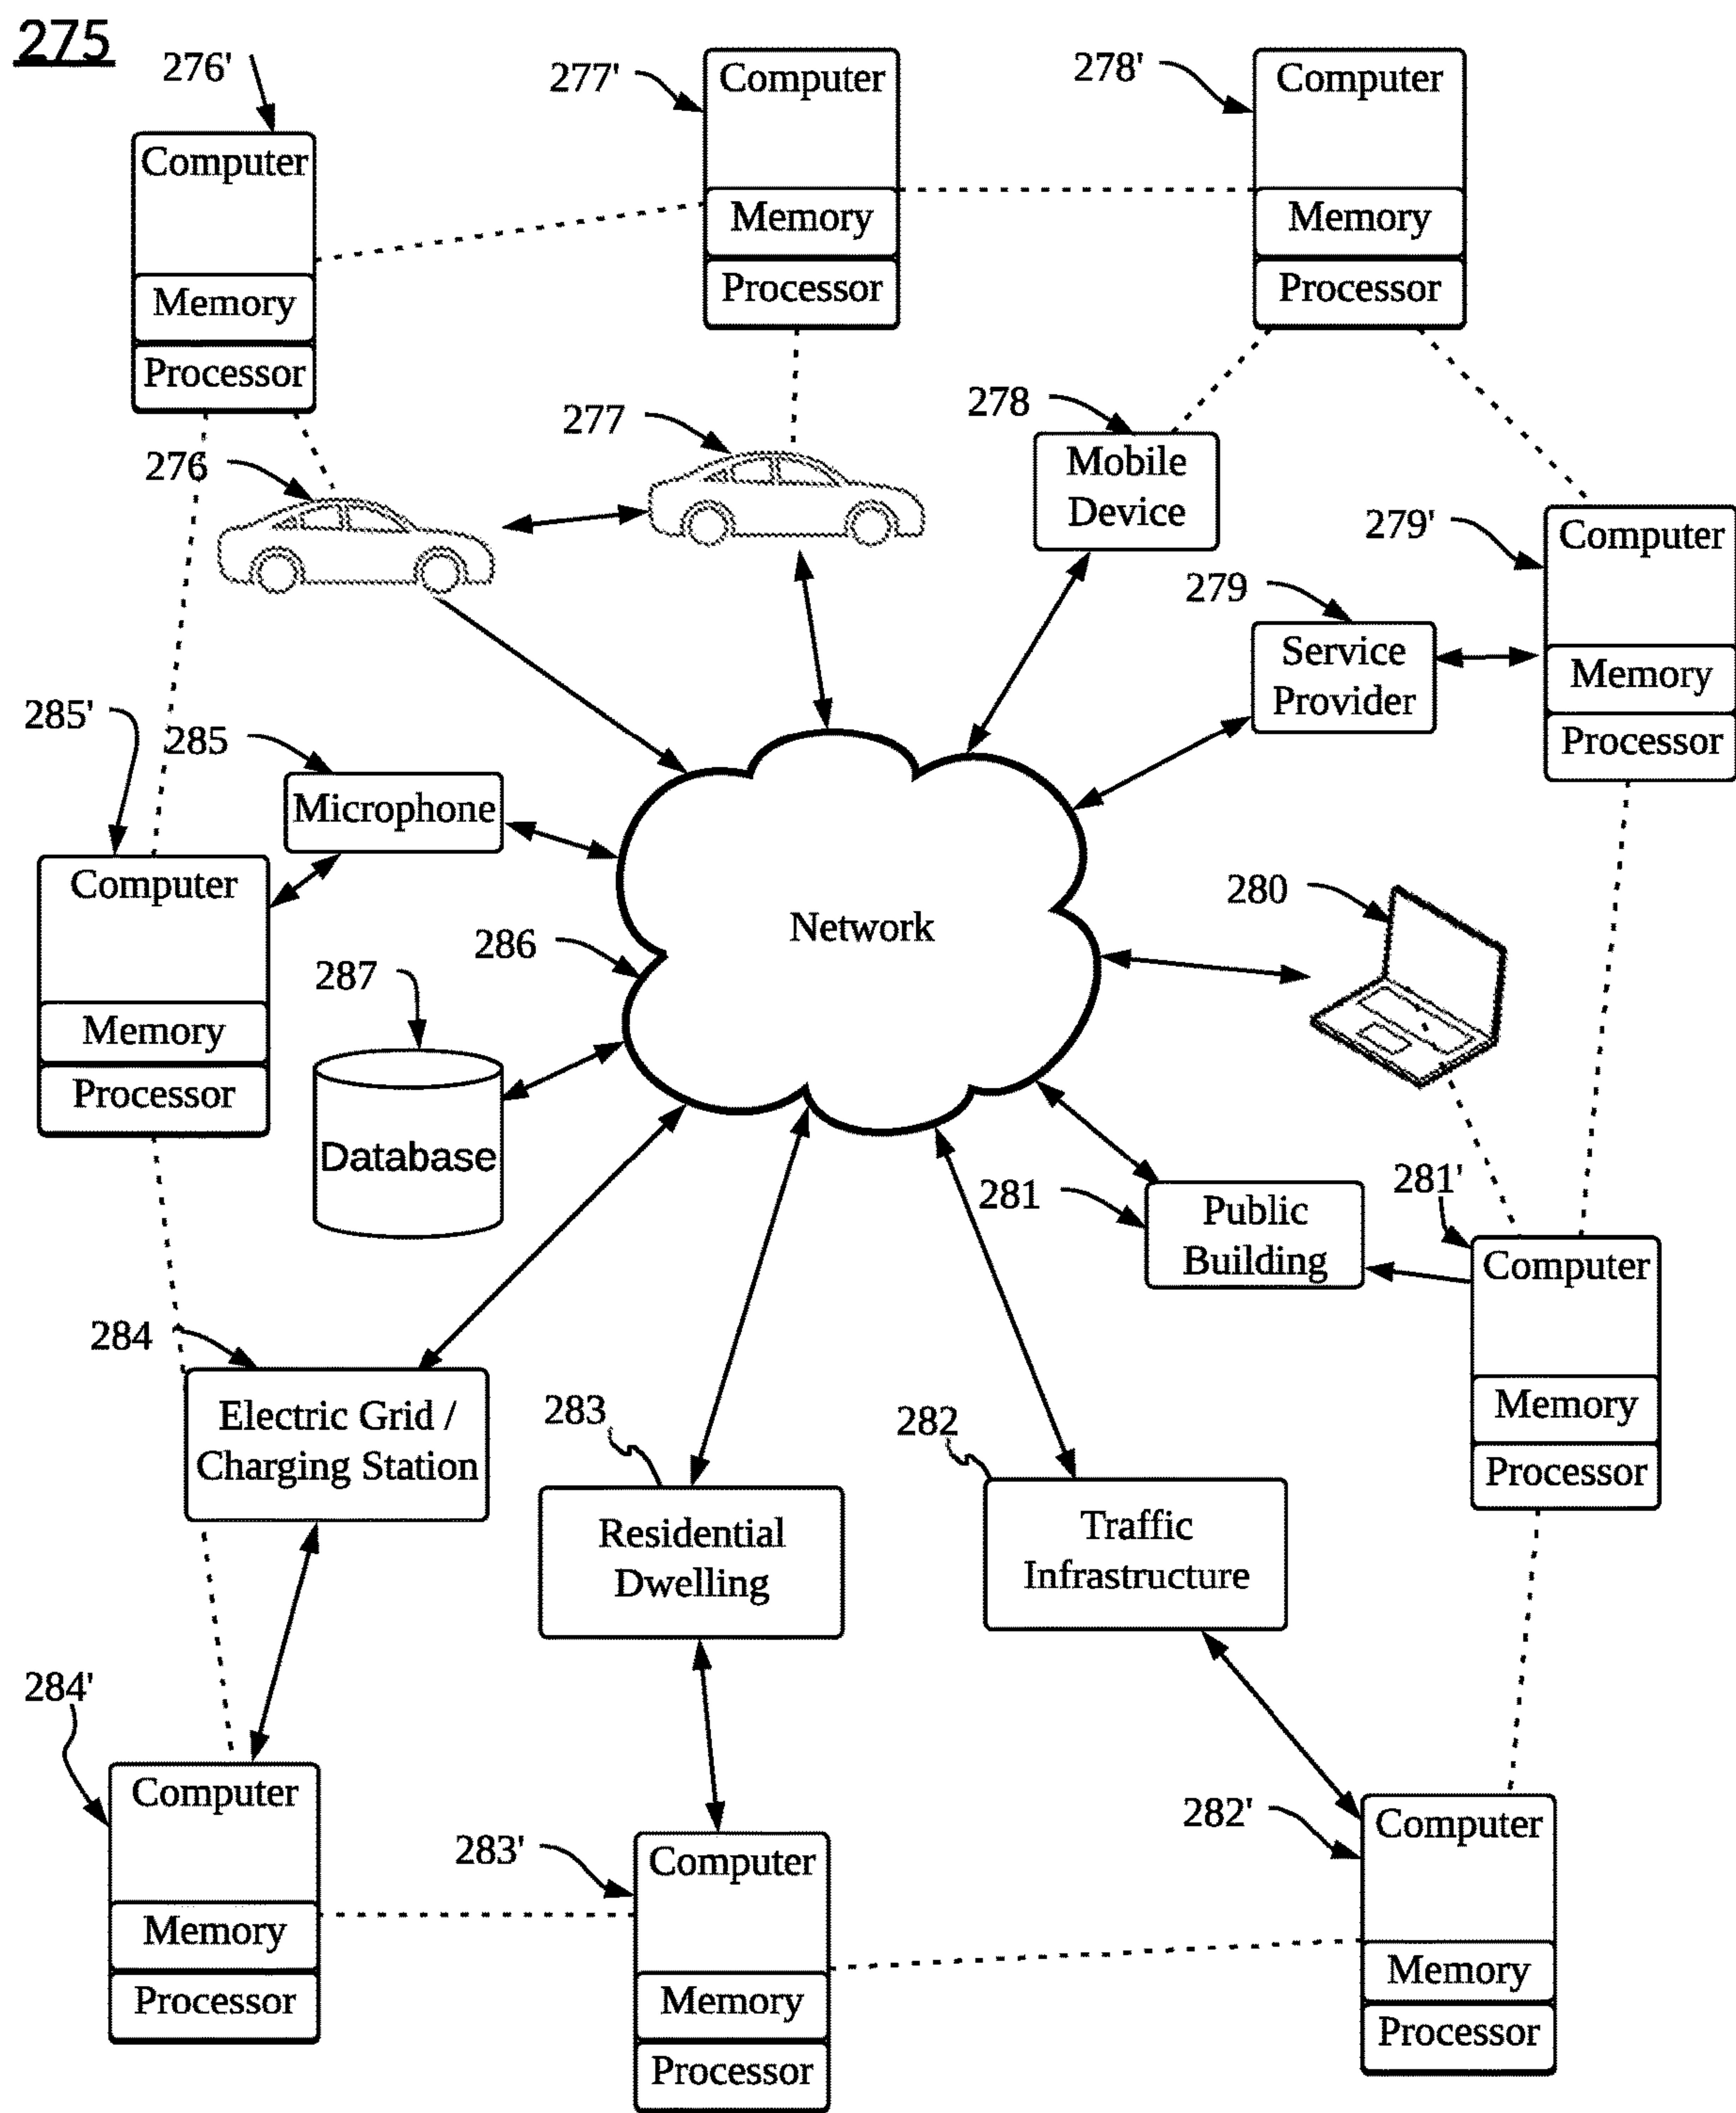 275
276'
277'
278'
Computer
Memory
Processor
Computer
Memory
Processor
Computer
Memory
Processor
276
277
278
Mobile
Device
279'
Computer
Memory
Processor
279
Service
Provider
285'
285
Microphone
Computer
Memory
Processor
Network
280
286
287
Database
281
Public
Building
281'
Computer
Memory
Processor
284
Electric Grid /
Charging Station
283
Residential
Dwelling
282
Traffic
Infrastructure
284'
Computer
Memory
Processor
283'
Computer
Memory
Processor
282'
Computer
Memory
Processor